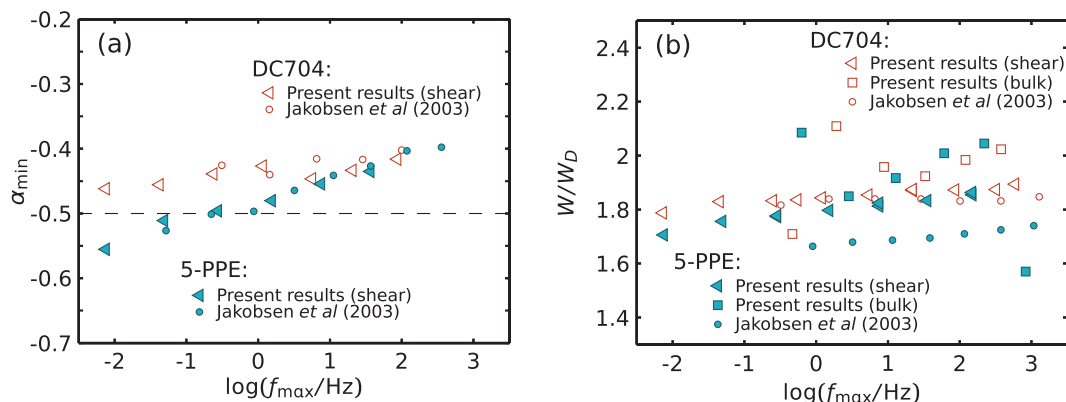 (a)
DC704:
Present results (shear)
Jakobsen et al (2003)
5-PPE:
Present results (shear)
Jakobsen et al (2003)
-0.2
-0.3
-0.4
-0.5
-0.6
-0.7
α_min
-2
-1
0
1
2
3
log(f_max/Hz)
(b)
DC704:
Present results (shear)
Present results (bulk)
Jakobsen et al (2003)
5-PPE:
Present results (shear)
Present results (bulk)
Jakobsen et al (2003)
2.4
2.2
2
1.8
1.6
1.4
W/W_D
-2
-1
0
1
2
3
log(f_max/Hz)